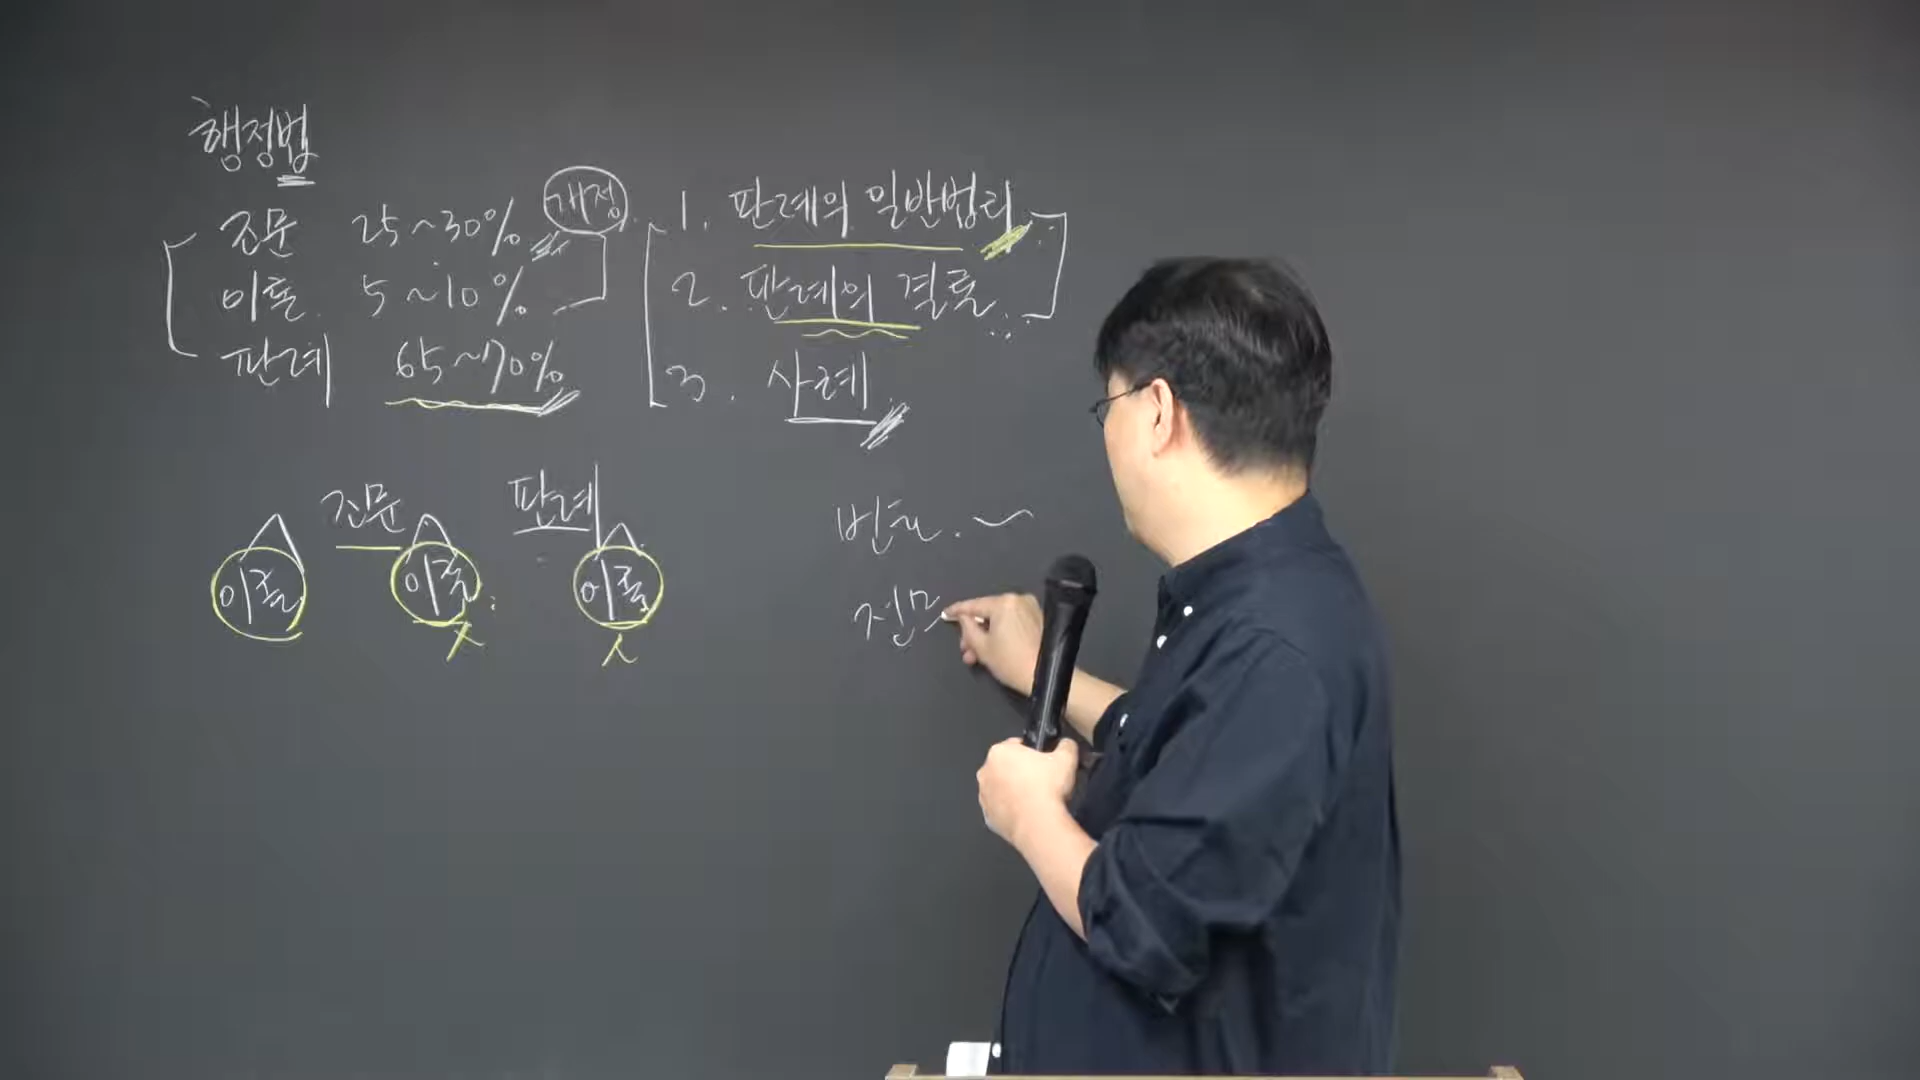 행정법
조문 25~30% 개정
이론 5~10%
판례 65~70%
1. 판례의 일반법리
2. 판례의 결론
3. 사례
조문 판례
이론 이론 이론